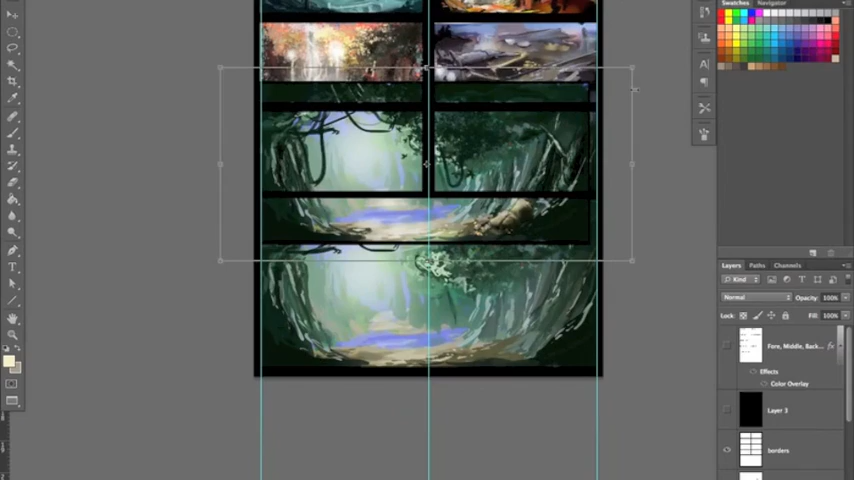 Swatches Navigator
Layers Paths Channels
Kind
Normal Opacity: 100%
Lock: Fill: 100%
Fore, Middle, Back... fx
Effects
Color Overlay
Layer 3
borders